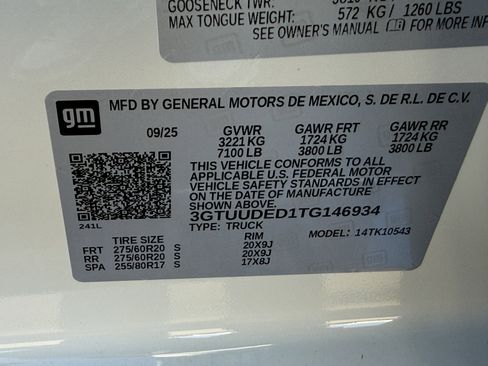 GOOSENECK TWR:
MAX TONGUE WEIGHT: 572 KG / 1260 LBS
SEE OWNER'S MANUAL FOR MORE INFOR
gm
MFD BY GENERAL MOTORS DE MEXICO, S. DE R.L. DE C.V.
09/25 GVWR GAWR FRT GAWR RR
3221 KG 1724 KG 1724 KG
7100 LB 3800 LB 3800 LB
THIS VEHICLE CONFORMS TO ALL
APPLICABLE U.S. FEDERAL MOTOR
VEHICLE SAFETY STANDARDS IN EFFECT
ON THE DATE OF MANUFACTURE
SHOWN ABOVE.
3GTUUDED1TG146934
241L
TYPE: TRUCK MODEL: 14TK10543
TIRE SIZE RIM
FRT 275/60R20 S 20X9J
RR 275/60R20 S 20X9J
SPA 255/80R17 S 17X8J